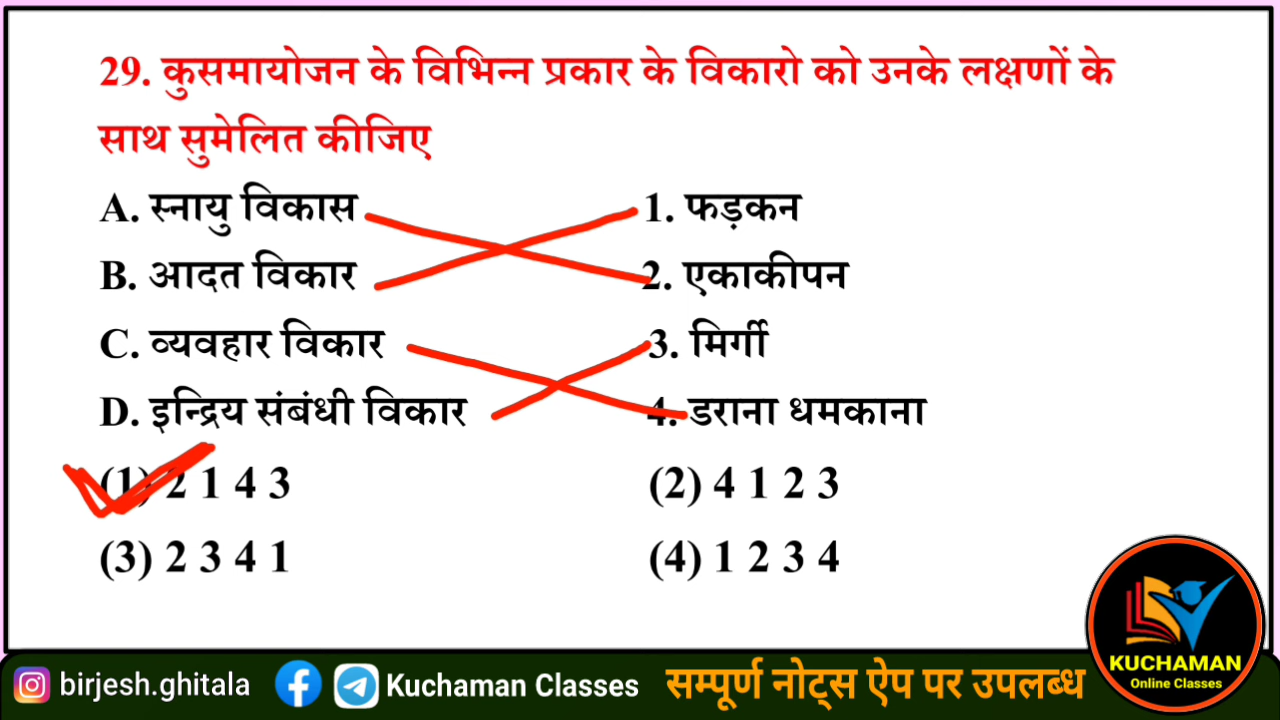 29. कुसमायोजन के विभिन्न प्रकार के विकारो को उनके लक्षणों के
साथ सुमेलित कीजिए
A. स्नायु विकास 1. फड़कन
B. आदत विकार 2. एकाकीपन
C. व्यवहार विकार 3. मिर्गी
D. इन्द्रिय संबंधी विकार 4. डराना धमकाना
(1) 2 1 4 3 (2) 4 1 2 3
(3) 2 3 4 1 (4) 1 2 3 4
KUCHAMAN
Online Classes
birjesh.ghitala Kuchaman Classes सम्पूर्ण नोट्स ऐप पर उपलब्ध